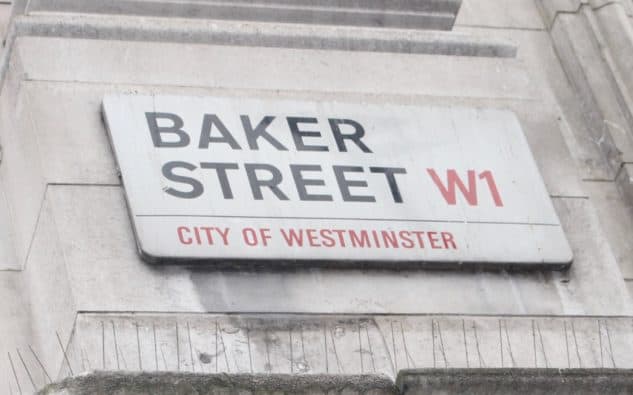 BAKER
STREET W1
CITY OF WESTMINSTER